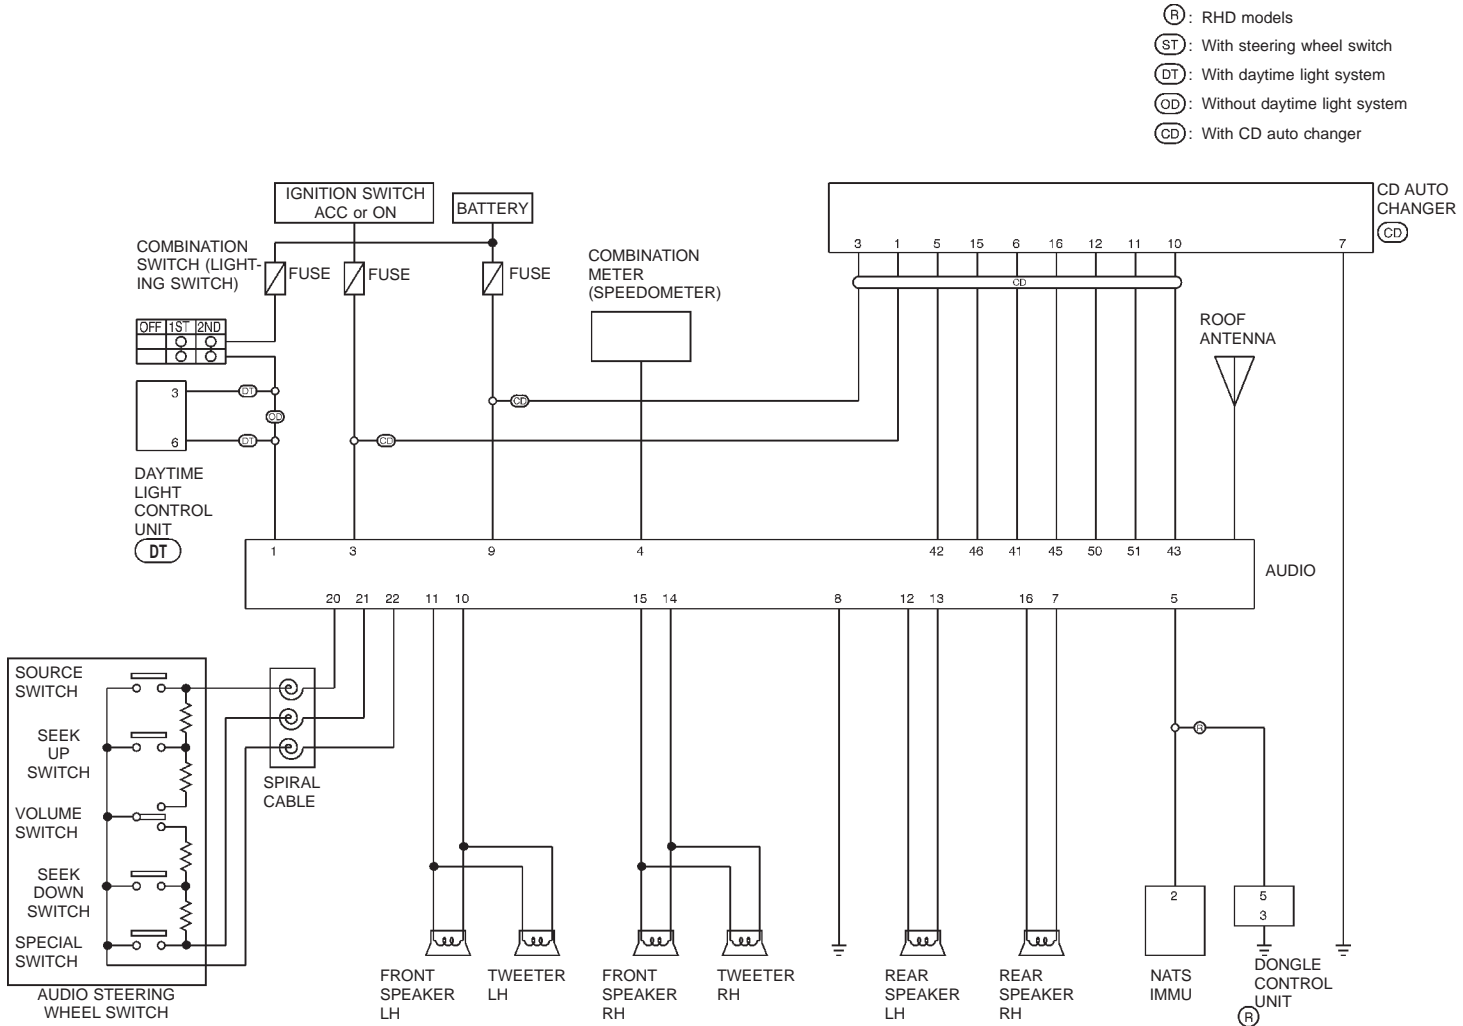 R : RHD models
ST : With steering wheel switch
DT : With daytime light system
OD : Without daytime light system
CD : With CD auto changer
IGNITION SWITCH
ACC or ON
BATTERY
CD AUTO
CHANGER
CD
COMBINATION
SWITCH (LIGHT-
ING SWITCH)
FUSE
FUSE
FUSE
COMBINATION
METER
(SPEEDOMETER)
3 1 5 15 6 16 12 11 10 7
CD
ROOF
ANTENNA
OFF 1ST 2ND
3 DT
OD
6 DT
CD
CD
DAYTIME
LIGHT
CONTROL
UNIT
DT
1 3 9 4 42 46 41 45 50 51 43
AUDIO
20 21 22 11 10 15 14 8 12 13 16 7 5
SOURCE
SWITCH
SEEK
UP
SWITCH
VOLUME
SWITCH
SEEK
DOWN
SWITCH
SPECIAL
SWITCH
AUDIO STEERING
WHEEL SWITCH
SPIRAL
CABLE
R
2
5
3
FRONT
SPEAKER
LH
TWEETER
LH
FRONT
SPEAKER
RH
TWEETER
RH
REAR
SPEAKER
LH
REAR
SPEAKER
RH
NATS
IMMU
DONGLE
CONTROL
UNIT
R